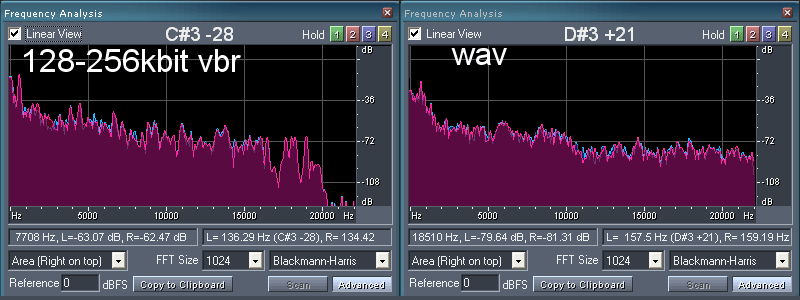 Frequency Analysis
Linear View
C#3 -28
Hold 1 2 3 4
128-256kbit vbr
dB
-36
-72
-108
dB
Hz 5000 10000 15000 20000 Hz
7708 Hz, L=-63.07 dB, R=-62.47 dB
L= 136.29 Hz (C#3 -28), R= 134.42
Area (Right on top)
FFT Size 1024
Blackmann-Harris
Reference 0 dBFS
Copy to Clipboard
Scan
Advanced
Frequency Analysis
Linear View
D#3 +21
Hold 1 2 3 4
wav
dB
-36
-72
-108
dB
Hz 5000 10000 15000 20000 Hz
18510 Hz, L=-79.64 dB, R=-81.31 dB
L= 157.5 Hz (D#3 +21), R= 159.19 Hz
Area (Right on top)
FFT Size 1024
Blackmann-Harris
Reference 0 dBFS
Copy to Clipboard
Scan
Advanced